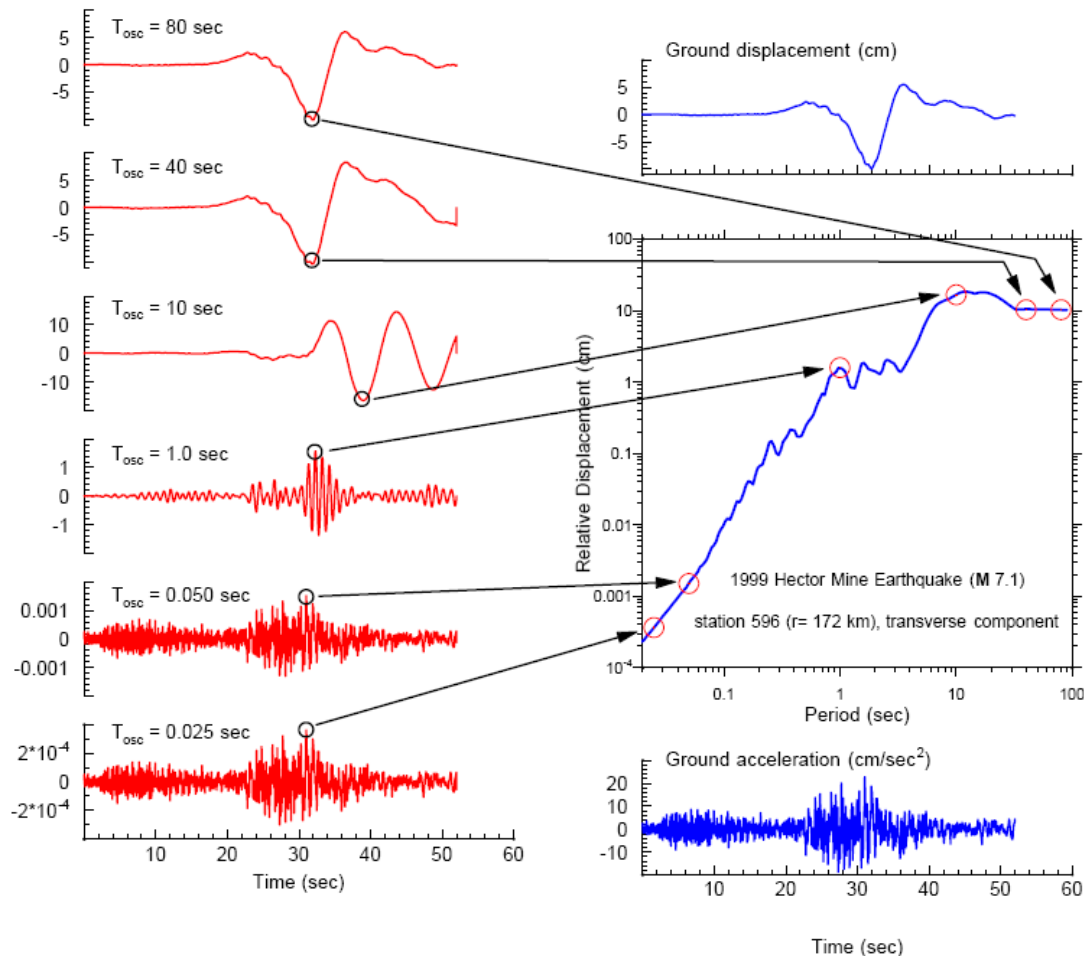 T_osc = 80 sec
5
0
-5
T_osc = 40 sec
5
0
-5
T_osc = 10 sec
10
0
-10
T_osc = 1.0 sec
1
0
-1
T_osc = 0.050 sec
0.001
0
-0.001
T_osc = 0.025 sec
2*10⁻⁴
0
-2*10⁻⁴
10 20 30 40 50 60
Time (sec)
Ground displacement (cm)
5
0
-5
100
10
1
0.1
0.01
0.001
10⁻⁴
Relative Displacement (cm)
1999 Hector Mine Earthquake (M 7.1)
station 596 (r= 172 km), transverse component
0.1 1 10 100
Period (sec)
Ground acceleration (cm/sec²)
20
10
0
-10
10 20 30 40 50 60
Time (sec)